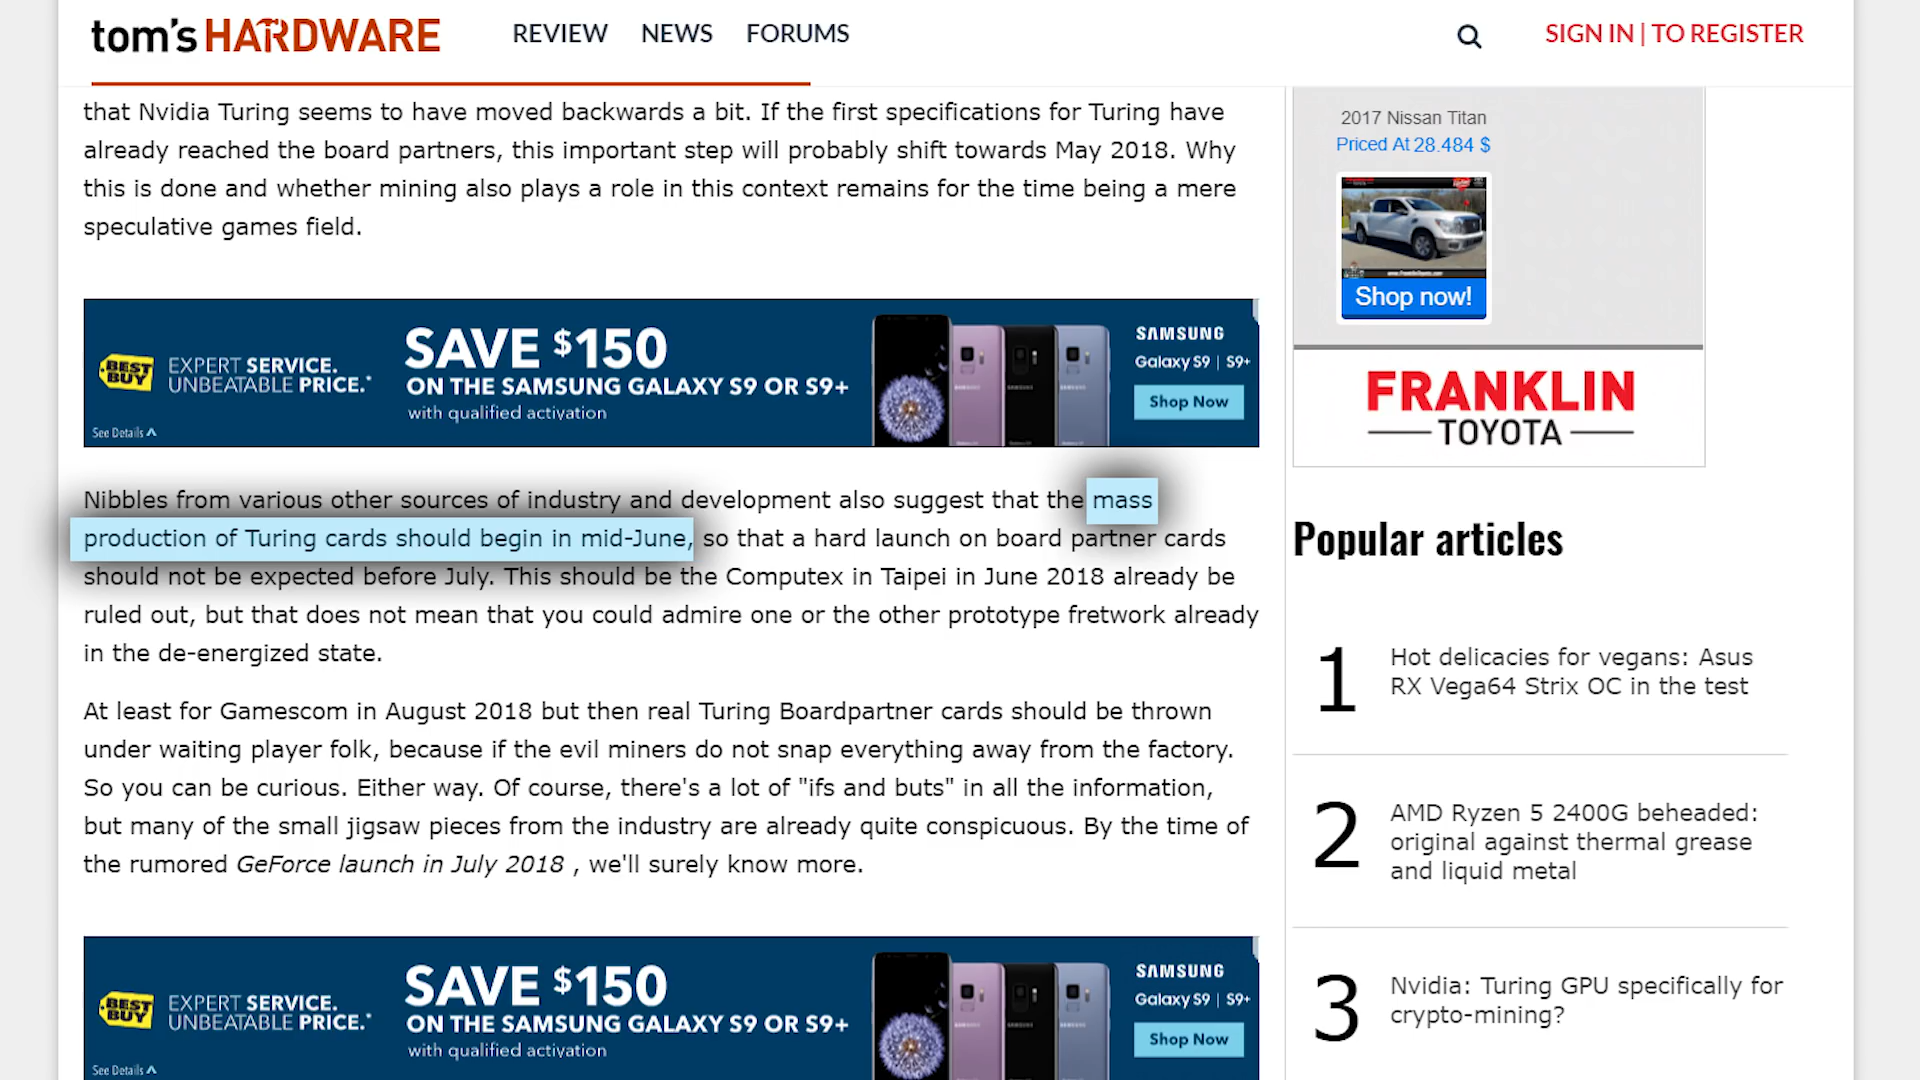 tom's HARDWARE
REVIEW NEWS FORUMS
SIGN IN | TO REGISTER
that Nvidia Turing seems to have moved backwards a bit. If the first specifications for Turing have
already reached the board partners, this important step will probably shift towards May 2018. Why
this is done and whether mining also plays a role in this context remains for the time being a mere
speculative games field.
BEST BUY
EXPERT SERVICE.
UNBEATABLE PRICE.*
See Details
SAVE $150
ON THE SAMSUNG GALAXY S9 OR S9+
with qualified activation
SAMSUNG
Galaxy S9 | S9+
Shop Now
Nibbles from various other sources of industry and development also suggest that the mass
production of Turing cards should begin in mid-June, so that a hard launch on board partner cards
should not be expected before July. This should be the Computex in Taipei in June 2018 already be
ruled out, but that does not mean that you could admire one or the other prototype fretwork already
in the de-energized state.
At least for Gamescom in August 2018 but then real Turing Boardpartner cards should be thrown
under waiting player folk, because if the evil miners do not snap everything away from the factory.
So you can be curious. Either way. Of course, there's a lot of "ifs and buts" in all the information,
but many of the small jigsaw pieces from the industry are already quite conspicuous. By the time of
the rumored GeForce launch in July 2018 , we'll surely know more.
BEST BUY
EXPERT SERVICE.
UNBEATABLE PRICE.*
See Details
SAVE $150
ON THE SAMSUNG GALAXY S9 OR S9+
with qualified activation
SAMSUNG
Galaxy S9 | S9+
Shop Now
2017 Nissan Titan
Priced At 28.484 $
Shop now!
FRANKLIN
TOYOTA
Popular articles
1
Hot delicacies for vegans: Asus
RX Vega64 Strix OC in the test
2
AMD Ryzen 5 2400G beheaded:
original against thermal grease
and liquid metal
3
Nvidia: Turing GPU specifically for
crypto-mining?